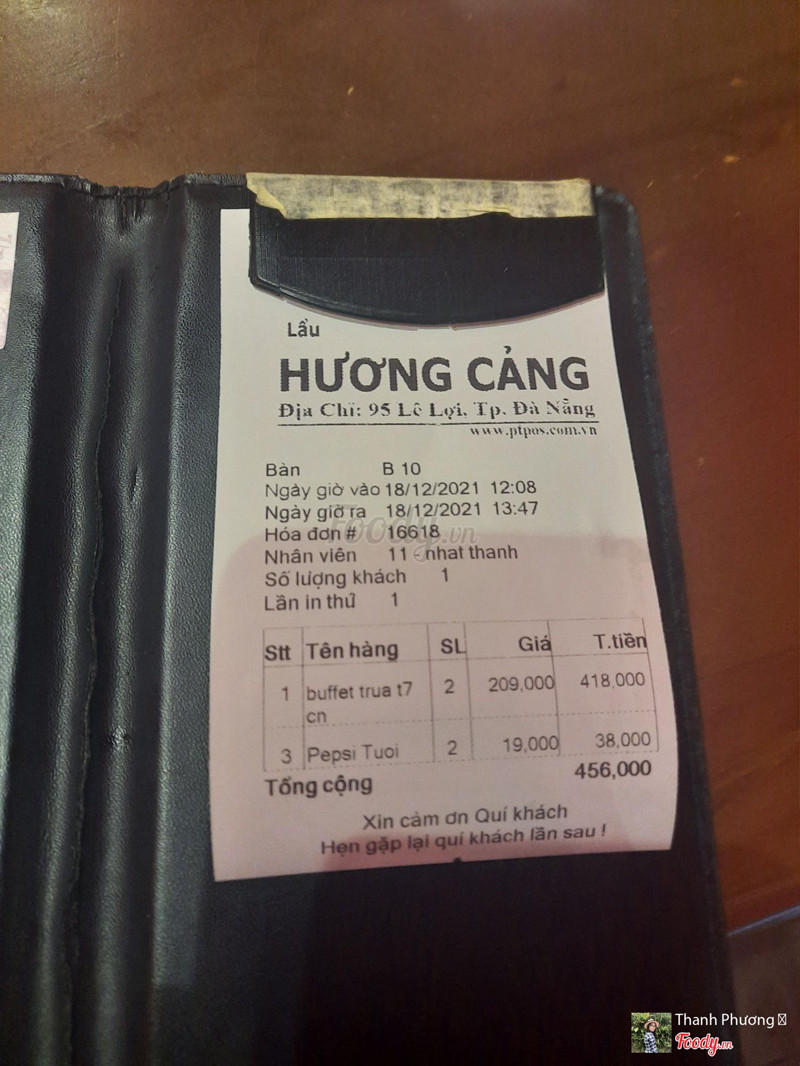 Lẩu
HƯƠNG CẢNG
Địa Chỉ: 95 Lê Lợi, Tp. Đà Nẵng
www.ptpos.com.vn
Bàn B 10
Ngày giờ vào 18/12/2021 12:08
Ngày giờ ra 18/12/2021 13:47
Foody.vn
Hóa đơn # 16618
Nhân viên 11 - nhat thanh
Số lượng khách 1
Lần in thứ 1
Stt Tên hàng SL Giá T.tiền
1 buffet trua t7 2 209,000 418,000
cn
3 Pepsi Tuoi 2 19,000 38,000
Tổng cộng 456,000
Xin cảm ơn Quí khách
Hẹn gặp lại quí khách lần sau !
Thanh Phương
Foody.vn